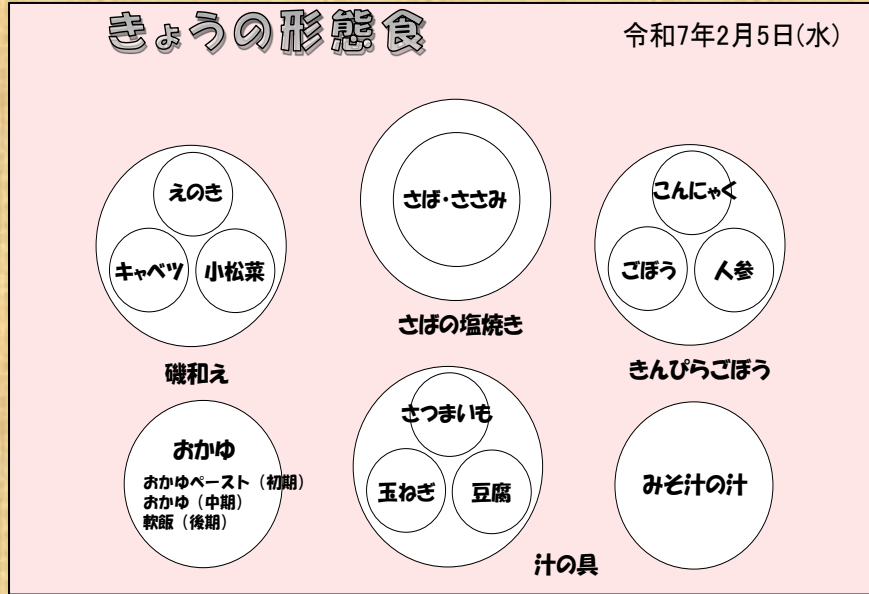 きょうの形態食
令和7年2月5日(水)
えのき
キャベツ
小松菜
磯和え
さば・ささみ
さばの塩焼き
こんにゃく
ごぼう
人参
きんぴらごぼう
おかゆ
おかゆペースト（初期）
おかゆ（中期）
軟飯（後期）
さつまいも
玉ねぎ
豆腐
汁の具
みそ汁の汁